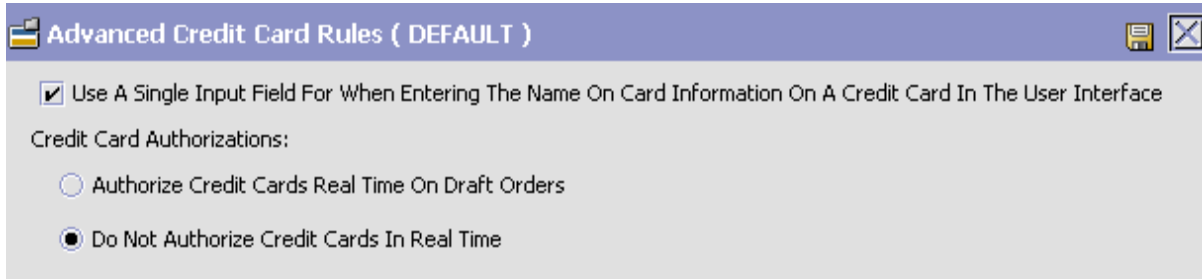 Advanced Credit Card Rules ( DEFAULT )
Use A Single Input Field For When Entering The Name On Card Information On A Credit Card In The User Interface
Credit Card Authorizations:
Authorize Credit Cards Real Time On Draft Orders
Do Not Authorize Credit Cards In Real Time